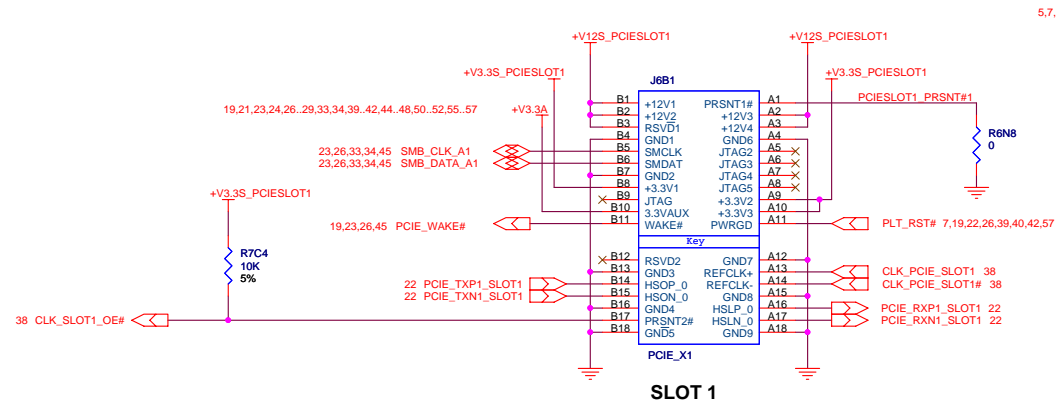 5,7,
+V12S_PCIESLOT1 +V12S_PCIESLOT1
+V3.3S_PCIESLOT1 J6B1 +V3.3S_PCIESLOT1
19,21,23,24,26..29,33,34,39..42,44..48,50..52,55..57 +V3.3A
B1 +12V1 PRSNT1# A1 PCIESLOT1_PRSNT#1
B2 +12V2 +12V3 A2
B3 RSVD1 +12V4 A3
B4 GND1 GND6 A4
23,26,33,34,45 SMB_CLK_A1 B5 SMCLK JTAG2 A5
23,26,33,34,45 SMB_DATA_A1 B6 SMDAT JTAG3 A6
B7 GND2 JTAG4 A7
B8 +3.3V1 JTAG5 A8
B9 JTAG +3.3V2 A9
B10 3.3VAUX +3.3V3 A10
19,23,26,45 PCIE_WAKE# B11 WAKE# PWRGD A11 PLT_RST# 7,19,22,26,39,40,42,57
R6N8
0
+V3.3S_PCIESLOT1
R7C4
10K
5%
Key
B12 RSVD2 GND7 A12
B13 GND3 REFCLK+ A13 CLK_PCIE_SLOT1 38
22 PCIE_TXP1_SLOT1 B14 HSOP_0 REFCLK- A14 CLK_PCIE_SLOT1# 38
22 PCIE_TXN1_SLOT1 B15 HSON_0 GND8 A15
B16 GND4 HSLP_0 A16 PCIE_RXP1_SLOT1 22
38 CLK_SLOT1_OE# B17 PRSNT2# HSLN_0 A17 PCIE_RXN1_SLOT1 22
B18 GND5 GND9 A18
PCIE_X1
SLOT 1